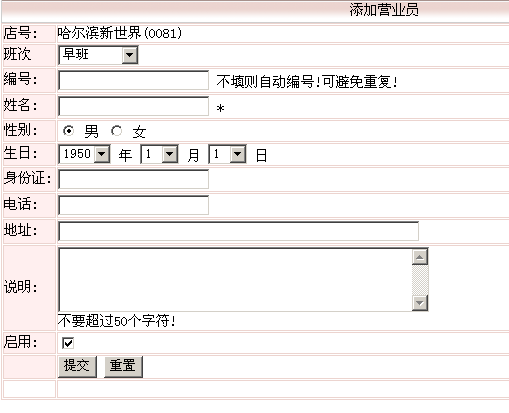 添加营业员
店号: 哈尔滨新世界(0081)
班次 早班
编号: 不填则自动编号!可避免重复!
姓名: *
性别: 男 女
生日: 1950 年 1 月 1 日
身份证:
电话:
地址:
说明:
不要超过50个字符!
启用:
提交 重置